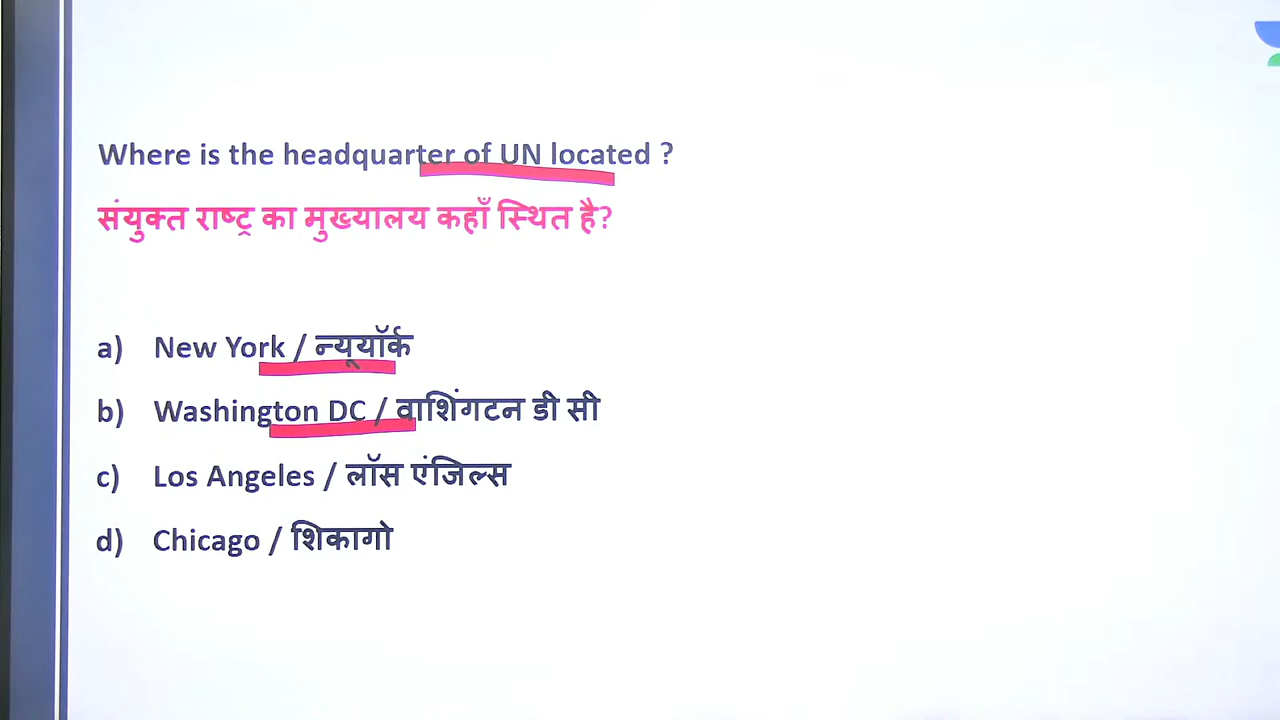 Where is the headquarter of UN located ?
संयुक्त राष्ट्र का मुख्यालय कहाँ स्थित है?
a) New York / न्यूयॉर्क
b) Washington DC / वाशिंगटन डी सी
c) Los Angeles / लॉस एंजिल्स
d) Chicago / शिकागो